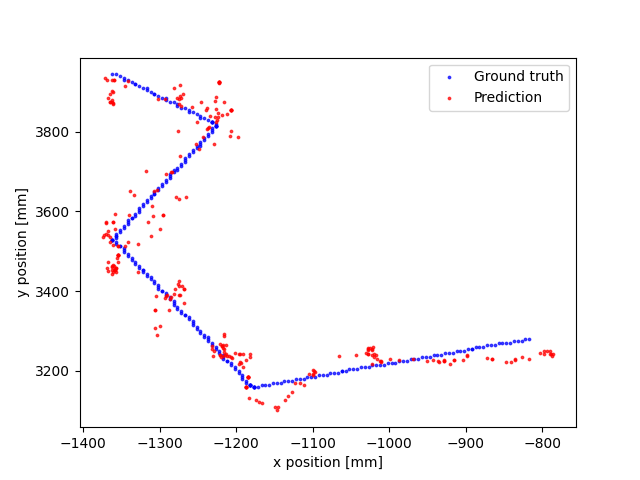 Ground truth
Prediction
y position [mm]
3800
3600
3400
3200
−1400 −1300 −1200 −1100 −1000 −900 −800
x position [mm]